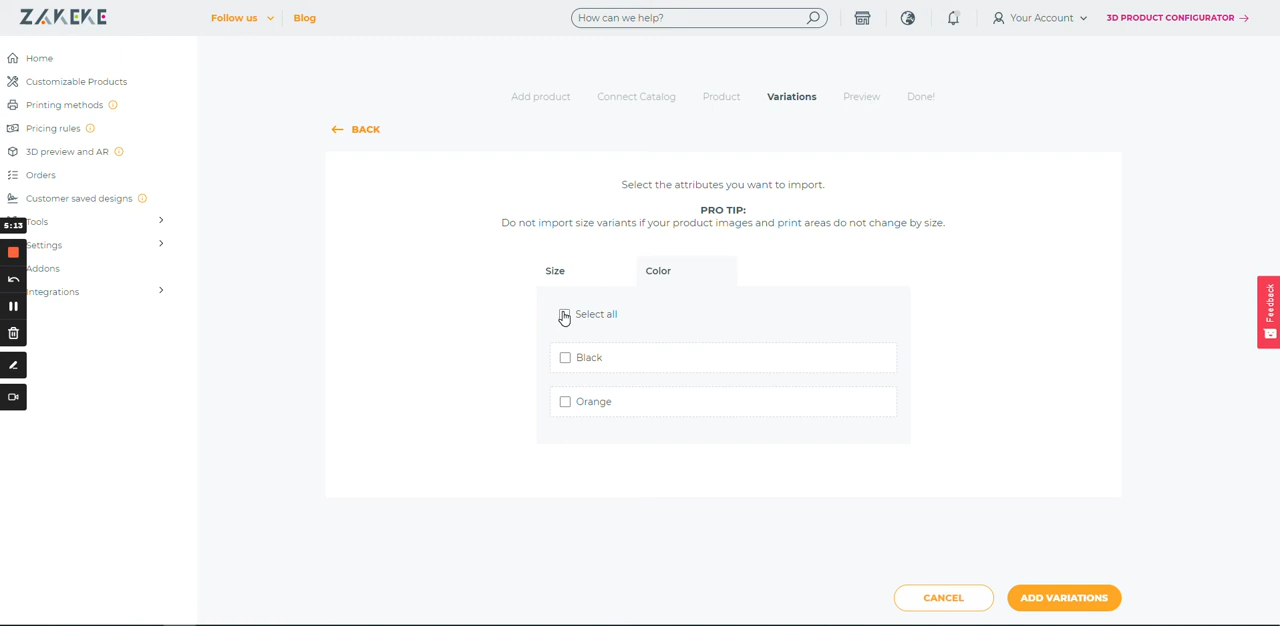 ZAKEKE
Follow us
Blog
How can we help?
Your Account
3D PRODUCT CONFIGURATOR
Home
Customizable Products
Printing methods
Pricing rules
3D preview and AR
Orders
Customer saved designs
Tools
5:13
Settings
Addons
Integrations
Add product
Connect Catalog
Product
Variations
Preview
Done!
BACK
Select the attributes you want to import.
PRO TIP:
Do not import size variants if your product images and print areas do not change by size.
Size
Color
Select all
Black
Orange
Feedback
CANCEL
ADD VARIATIONS